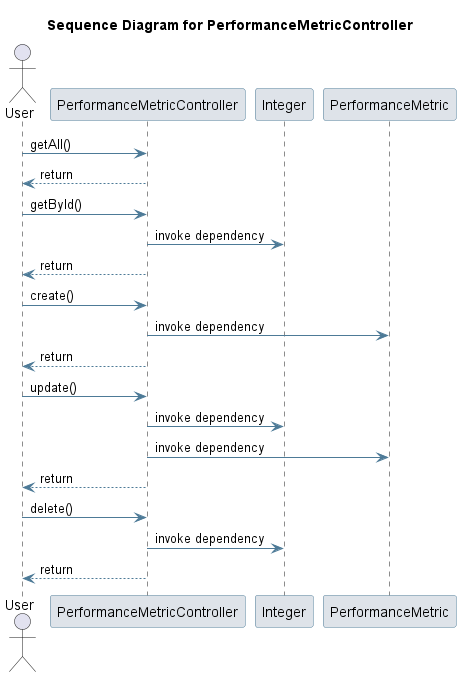 Sequence Diagram for PerformanceMetricController
User
PerformanceMetricController
Integer
PerformanceMetric
getAll()
return
getById()
invoke dependency
return
create()
invoke dependency
return
update()
invoke dependency
invoke dependency
return
delete()
invoke dependency
return
User
PerformanceMetricController
Integer
PerformanceMetric